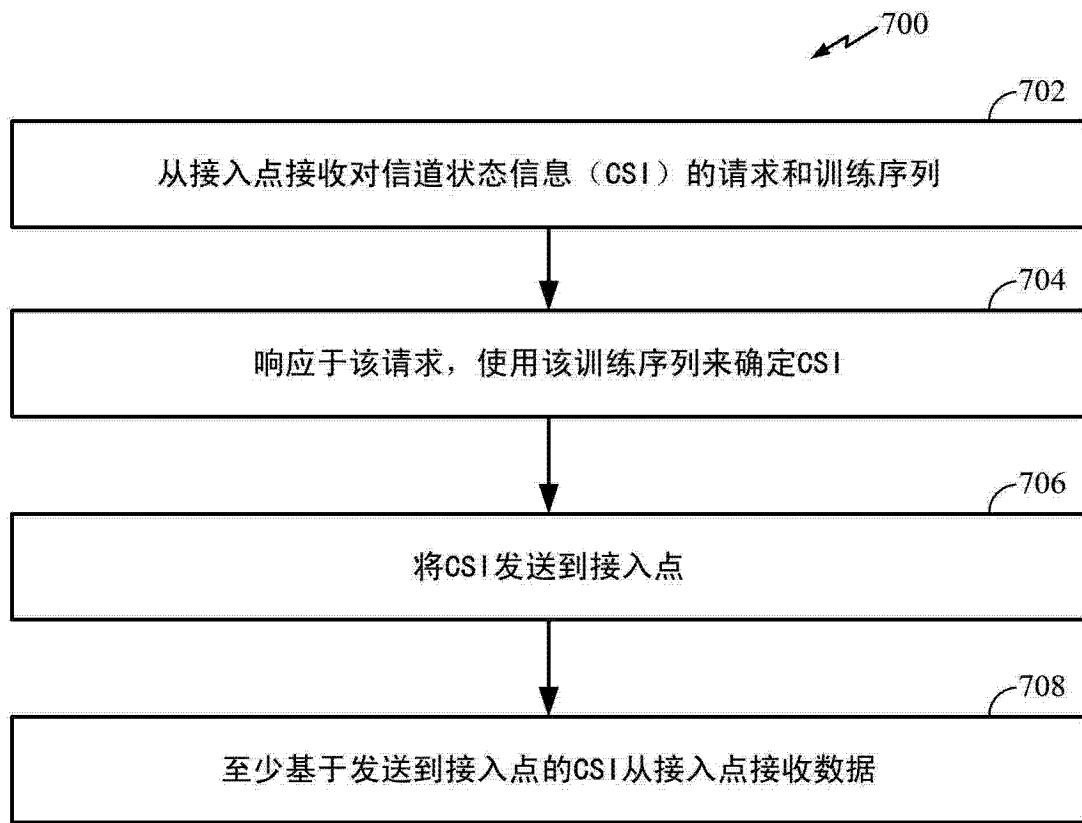 700
702
从接入点接收对信道状态信息（CSI）的请求和训练序列
704
响应于该请求，使用该训练序列来确定CSI
706
将CSI发送到接入点
708
至少基于发送到接入点的CSI从接入点接收数据